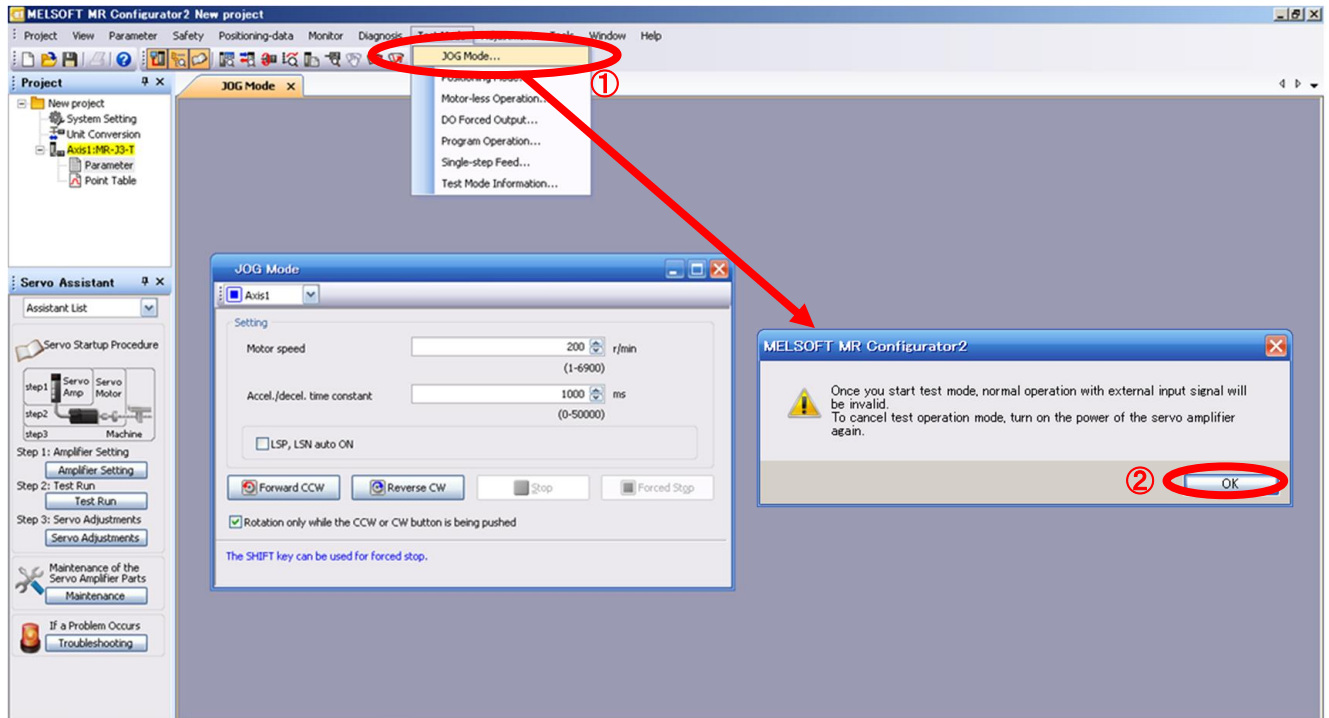 MELSOFT MR Configurator2 New project
Project View Parameter Safety Positioning-data Monitor Diagnosis Tools Window Help
JOG Mode...
①
Positioning Mode...
Motor-less Operation...
DO Forced Output...
Program Operation...
Single-step Feed...
Test Mode Information...
Project
JOG Mode
New project
System Setting
Unit Conversion
Axis1:MR-J3-T
Parameter
Point Table
Servo Assistant
Assistant List
Servo Startup Procedure
step1 Servo Amp Servo Motor
step2
step3 Machine
Step 1: Amplifier Setting
Amplifier Setting
Step 2: Test Run
Test Run
Step 3: Servo Adjustments
Servo Adjustments
Maintenance of the
Servo Amplifier Parts
Maintenance
If a Problem Occurs
Troubleshooting
JOG Mode
Axis1
Setting
Motor speed 200 r/min
(1-6900)
Accel./decel. time constant 1000 ms
(0-50000)
LSP, LSN auto ON
Forward CCW Reverse CW Stop Forced Stop
Rotation only while the CCW or CW button is being pushed
The SHIFT key can be used for forced stop.
MELSOFT MR Configurator2
Once you start test mode, normal operation with external input signal will
be invalid.
To cancel test operation mode, turn on the power of the servo amplifier
again.
②
OK